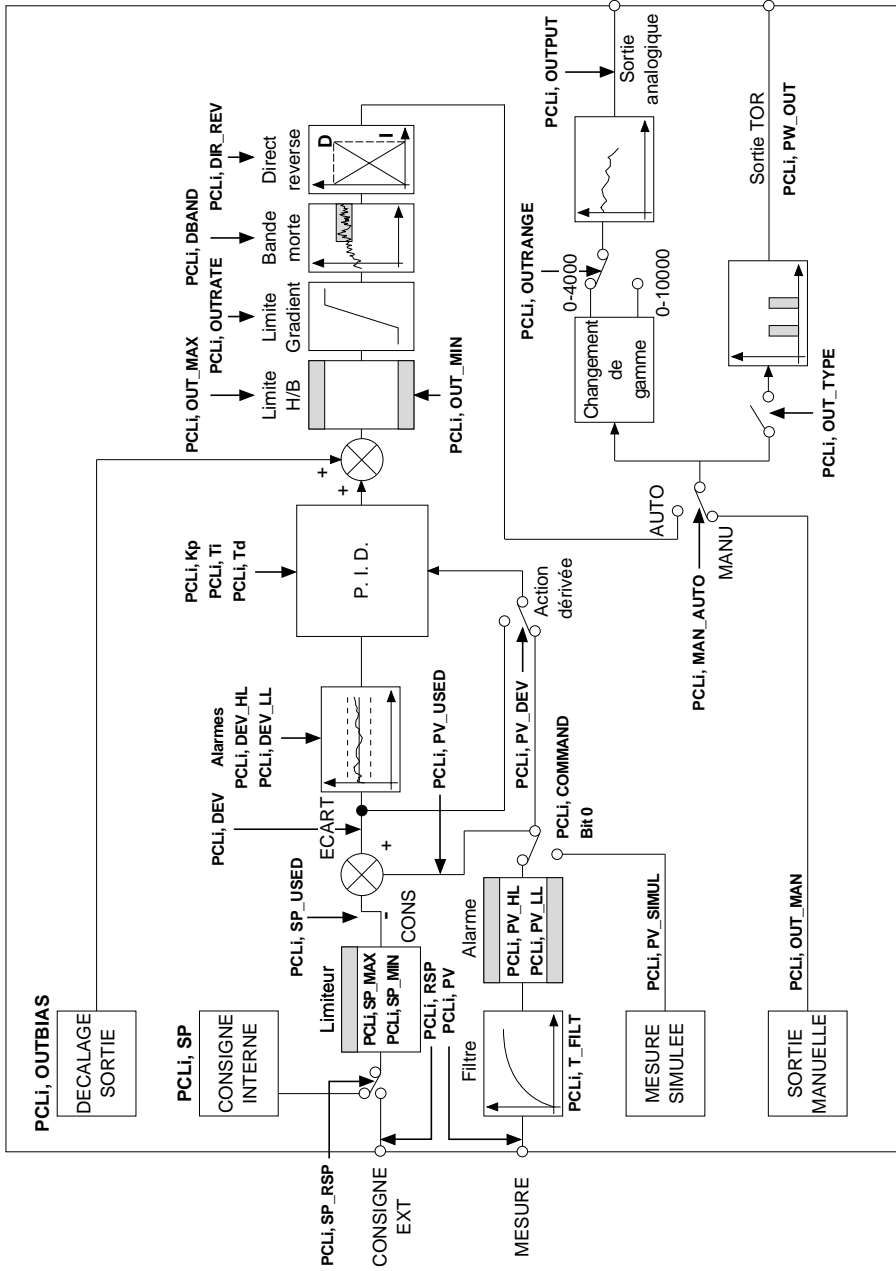 PCLi, OUTBIAS
DECALAGE
SORTIE
PCLi, SP
CONSIGNE
INTERNE
PCLi, SP_RSP
CONSIGNE
EXT
PCLi, RSP
PCLi, PV
MESURE
Limiteur
PCLi, SP_MAX
PCLi, SP_MIN
PCLi, SP_USED
-
CONS
+
PCLi, DEV
ECART
Alarmes
PCLi, DEV_HL
PCLi, DEV_LL
PCLi, PV_USED
Filtre
PCLi, T_FILT
Alarme
PCLi, PV_HL
PCLi, PV_LL
PCLi, COMMAND
Bit 0
PCLi, PV_DEV
Action
dérivée
MESURE
SIMULEE
PCLi, PV_SIMUL
SORTIE
MANUELLE
PCLi, OUT_MAN
PCLi, Kp
PCLi, Ti
PCLi, Td
P. I. D.
+
+
PCLi, OUT_MAX
Limite
H/B
PCLi, OUT_MIN
PCLi, OUTRATE
Limite
Gradient
PCLi, DBAND
Bande
morte
PCLi, DIR_REV
Direct
reverse
D
I
AUTO
MANU
PCLi, MAN_AUTO
Changement
de
gamme
PCLi, OUTRANGE
0-4000
0-10000
PCLi, OUTPUT
Sortie
analogique
PCLi, OUT_TYPE
Sortie TOR
PCLi, PW_OUT